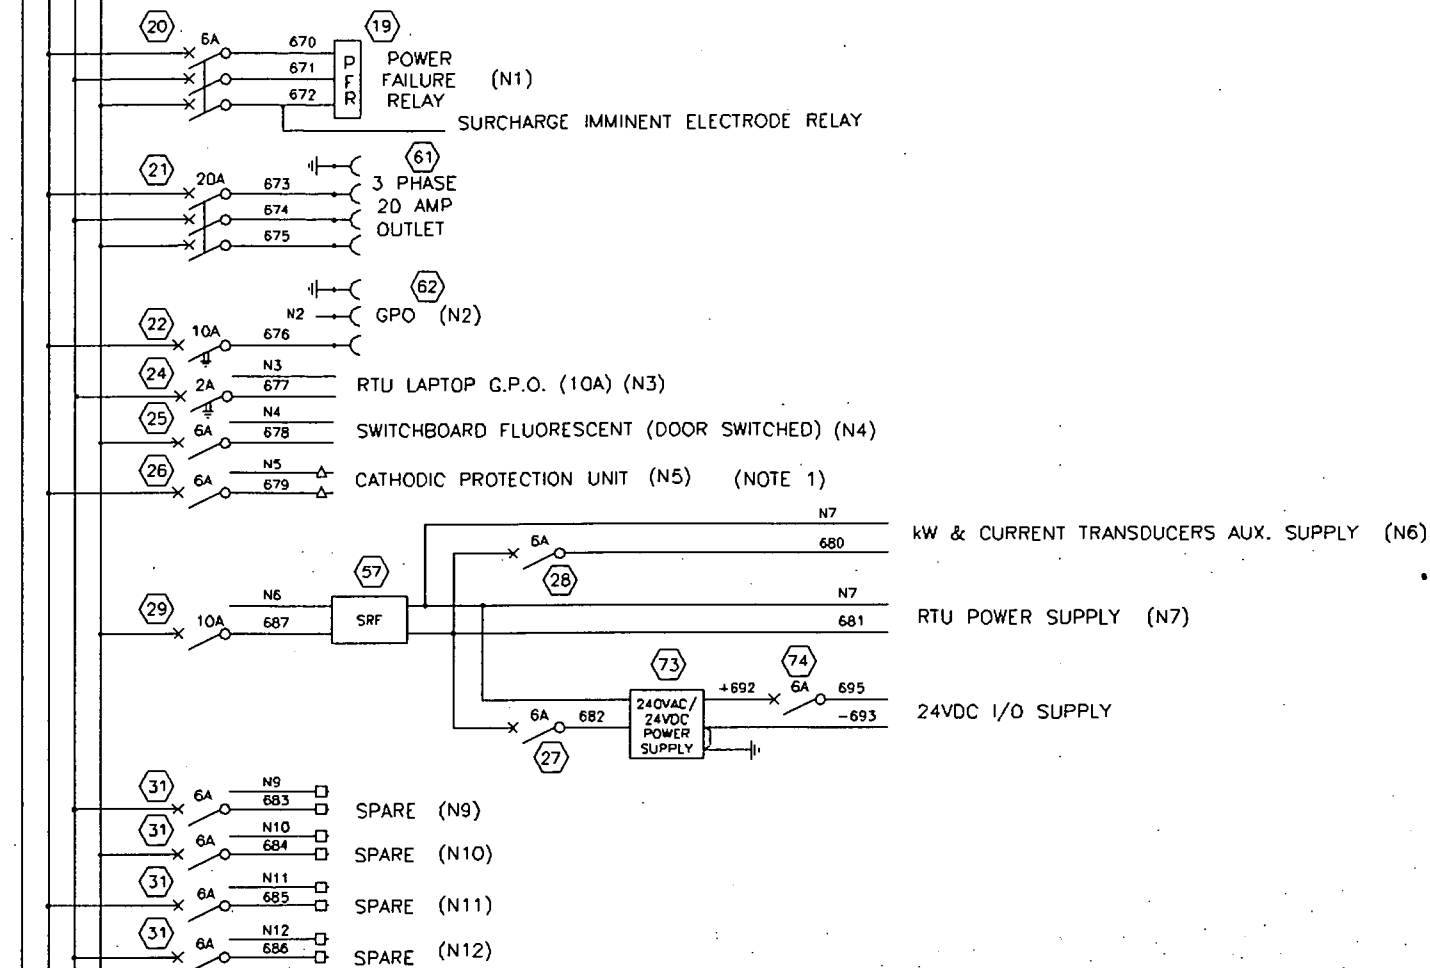 20
19
6A
670
PFR
POWER
671
FAILURE (N1)
672
RELAY
SURCHARGE IMMINENT ELECTRODE RELAY
21
61
20A
673
3 PHASE
674
20 AMP
675
OUTLET
62
22
N2
GPO (N2)
10A
676
24
N3
2A
677
RTU LAPTOP G.P.O. (10A) (N3)
25
N4
6A
678
SWITCHBOARD FLUORESCENT (DOOR SWITCHED) (N4)
26
N5
6A
679
CATHODIC PROTECTION UNIT (N5) (NOTE 1)
N7
kW & CURRENT TRANSDUCERS AUX. SUPPLY (N6)
6A
680
28
57
29
N6
SRF
N7
10A
687
681
RTU POWER SUPPLY (N7)
73
74
+692
6A
695
240VAC/
24VDC
POWER
SUPPLY
6A
682
-693
24VDC I/O SUPPLY
27
31
N9
6A
683
SPARE (N9)
31
N10
6A
684
SPARE (N10)
31
N11
6A
685
SPARE (N11)
31
N12
6A
686
SPARE (N12)